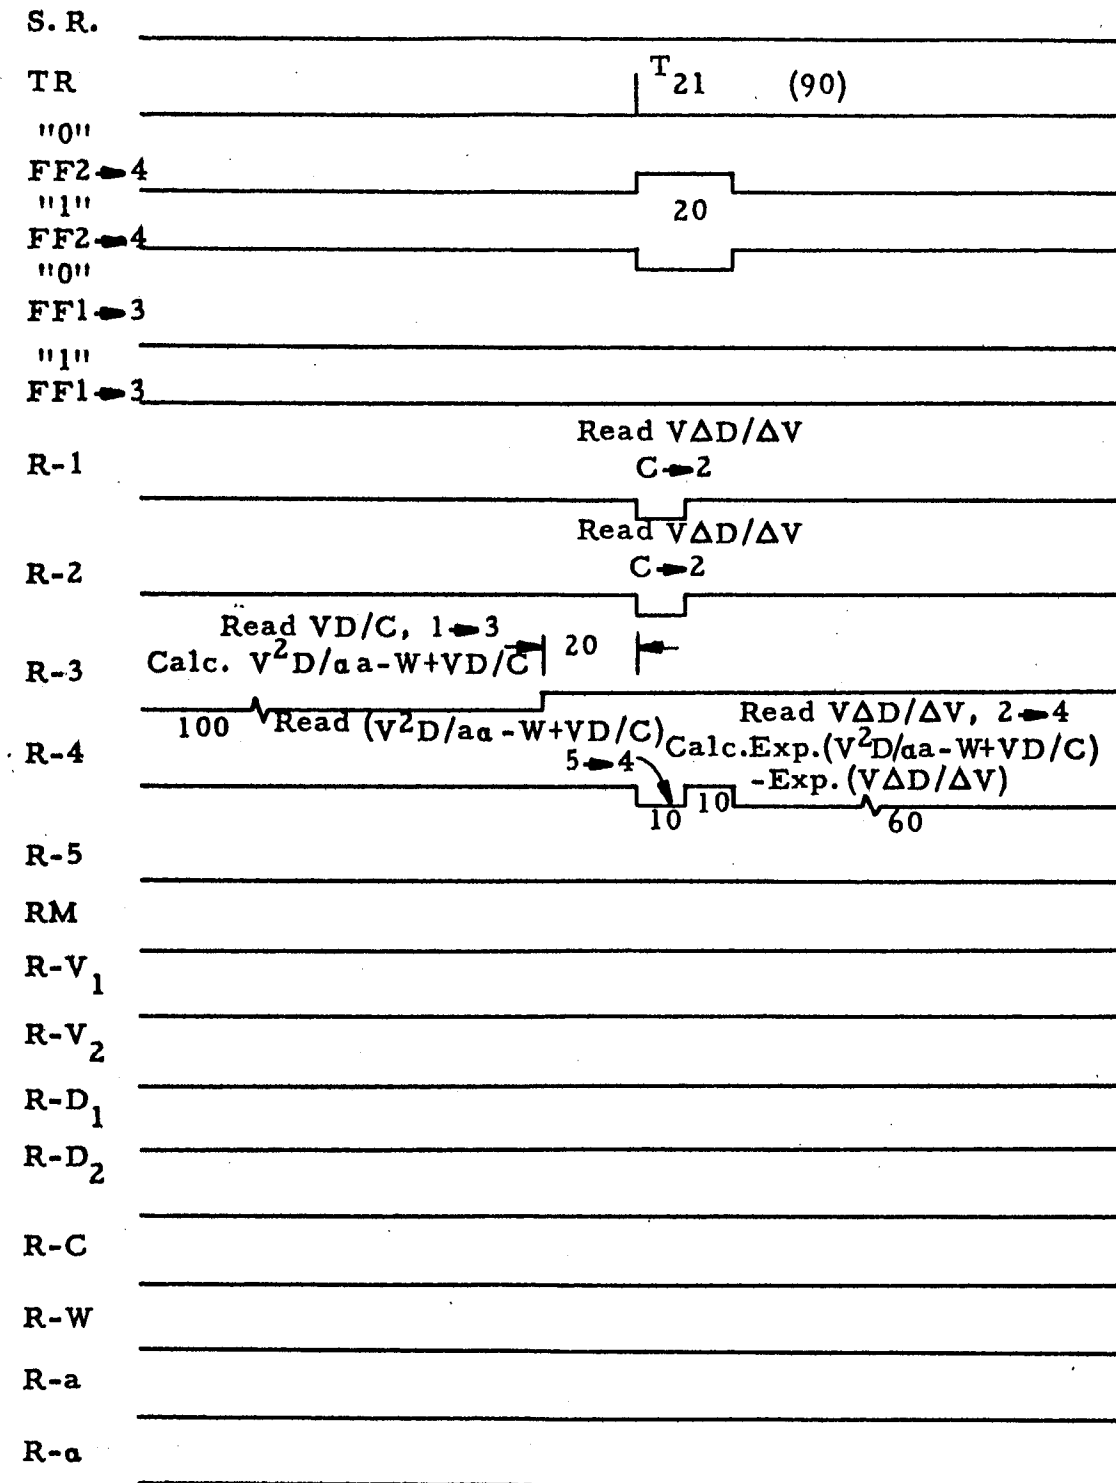 S. R.
TR
T21 (90)
"0"
FF2→4
"1"
20
FF2→4
"0"
FF1→3
"1"
FF1→3
Read VΔD/ΔV
R-1
C→2
Read VΔD/ΔV
R-2
C→2
Read VD/C, 1→3
20
Calc. V²D/αa-W+VD/C
R-3
100
Read (V²D/aα-W+VD/C)
Read VΔD/ΔV, 2→4
R-4
5→4
Calc.Exp.(V²D/αa-W+VD/C)
-Exp.(VΔD/ΔV)
10
10
60
R-5
RM
R-V1
R-V2
R-D1
R-D2
R-C
R-W
R-a
R-α